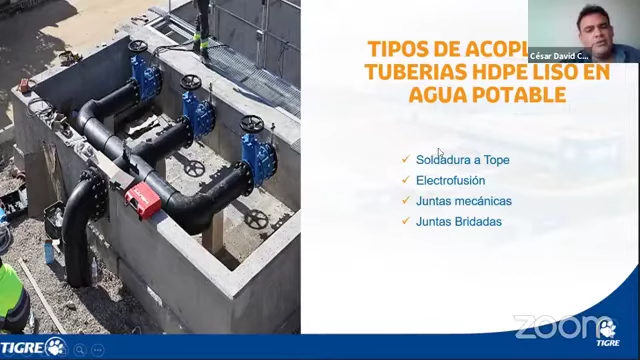 TIPOS DE ACOPL
César David C...
TUBERIAS HDPE LISO EN
AGUA POTABLE
✓ Soldadura a Tope
✓ Electrofusión
✓ Juntas mecánicas
✓ Juntas Bridadas
zoom
TIGRE
TIGRE